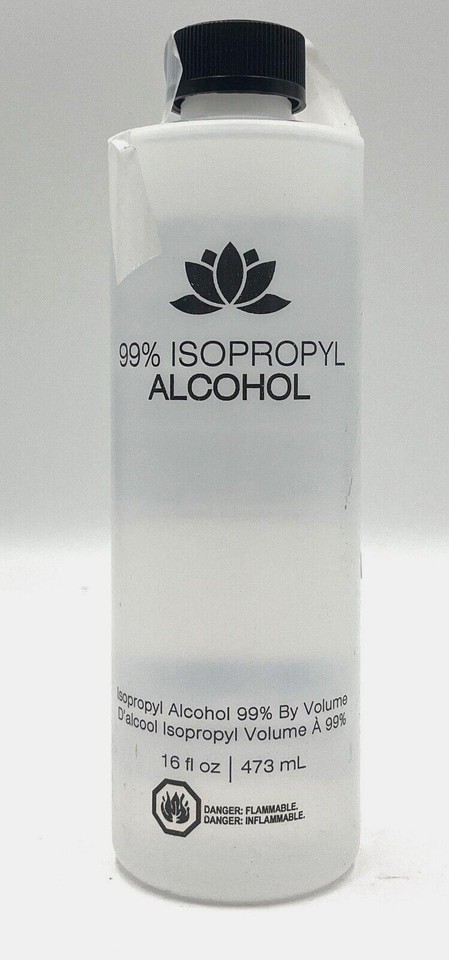 99% ISOPROPYL
ALCOHOL
Isopropyl Alcohol 99% By Volume
D'alcool Isopropyl Volume À 99%
16 fl oz | 473 mL
DANGER: FLAMMABLE.
DANGER: INFLAMMABLE.